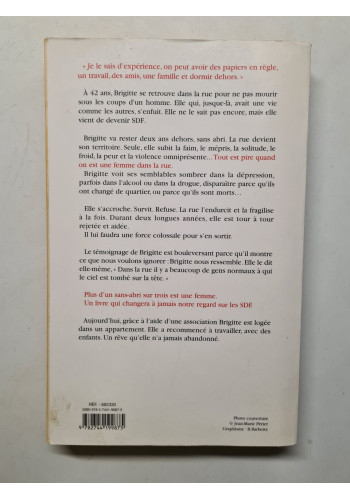 « Je le sais d'expérience, on peut avoir des papiers en règle,
un travail, des amis, une famille et dormir dehors. »
À 42 ans, Brigitte se retrouve dans la rue pour ne pas mourir
sous les coups d'un homme. Elle qui, jusque-là, avait une vie
comme les autres, s'enfuit. Elle ne le sait pas encore, mais elle
vient de devenir SDF.
Brigitte va rester deux ans dehors, sans abri. La rue devient
son territoire. Seule, elle subit la faim, le mépris, la solitude, le
froid, la peur et la violence omniprésente... Tout est pire quand
on est une femme dans la rue.
Brigitte voit ses semblables sombrer dans la dépression,
parfois dans l'alcool ou dans la drogue, disparaître parce qu'ils
ont changé de quartier, ou parce qu'ils sont morts...
Elle s'accroche. Survit. Refuse. La rue l'endurcit et la fragilise
à la fois. Durant deux longues années, elle est tour à tour
rejetée et aidée.
Il lui faudra une force colossale pour s'en sortir.
Le témoignage de Brigitte est bouleversant parce qu'il montre
ce que nous voulons ignorer : Brigitte nous ressemble. Elle le dit
elle-même, « Dans la rue il y a beaucoup de gens normaux à qui
le ciel est tombé sur la tête. »
Plus d'un sans-abri sur trois est une femme.
Un livre qui changera à jamais notre regard sur les SDF
Aujourd'hui, grâce à l'aide d'une association Brigitte est logée
dans un appartement. Elle a recommencé à travailler, avec des
enfants. Un rêve qu'elle n'a jamais abandonné.
Photo couverture
© Jean-Marie Périer